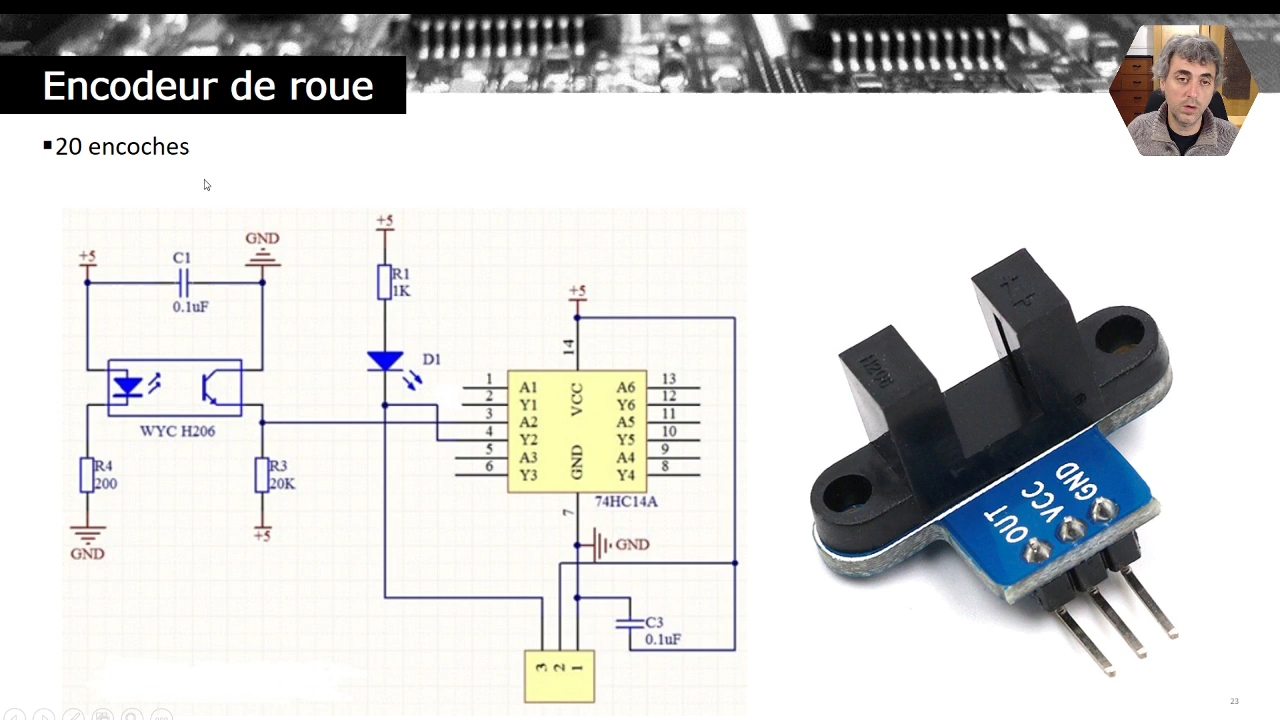 Encodeur de roue
20 encoches
+5
C1
0.1uF
GND
WYC H206
R4
200
GND
R3
20K
+5
+5
R1
1K
D1
+5
14
VCC
GND
7
1 A1
2 Y1
3 A2
4 Y2
5 A3
6 Y3
A6 13
Y6 12
A5 11
Y5 10
A4 9
Y4 8
74HC14A
GND
C3
0.1uF
3 2 1
H206
OUT VCC GND
23